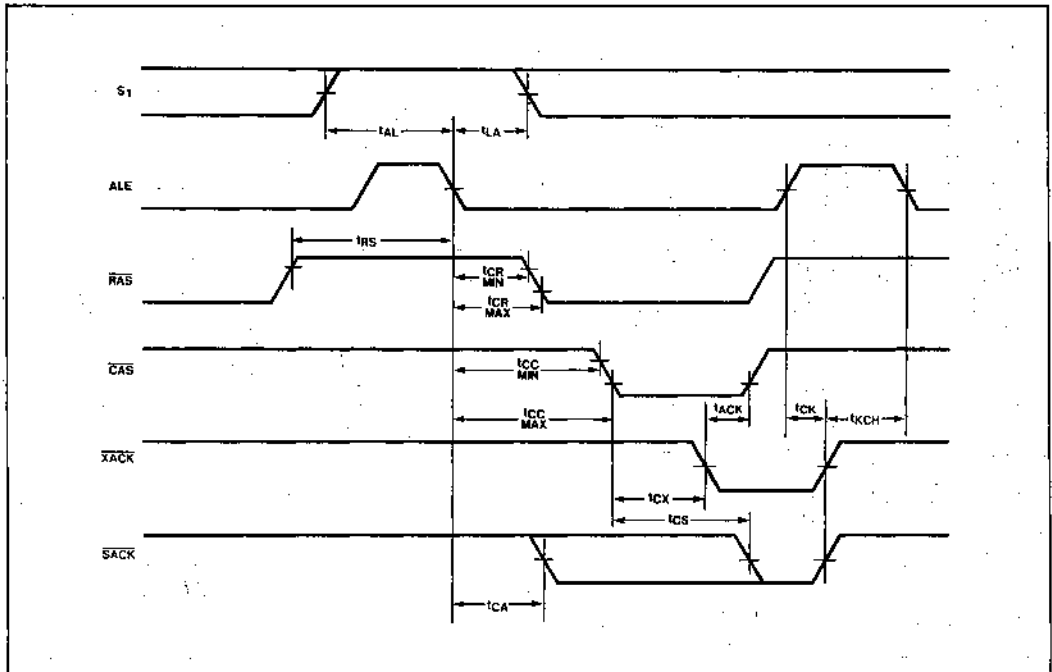 S1
tAL
tLA
ALE
tRS
RAS
tCR
MIN
tCR
MAX
CAS
tCC
MIN
tCC
MAX
tACK
tCK
tKCH
XACK
tCX
tCS
SACK
tCA